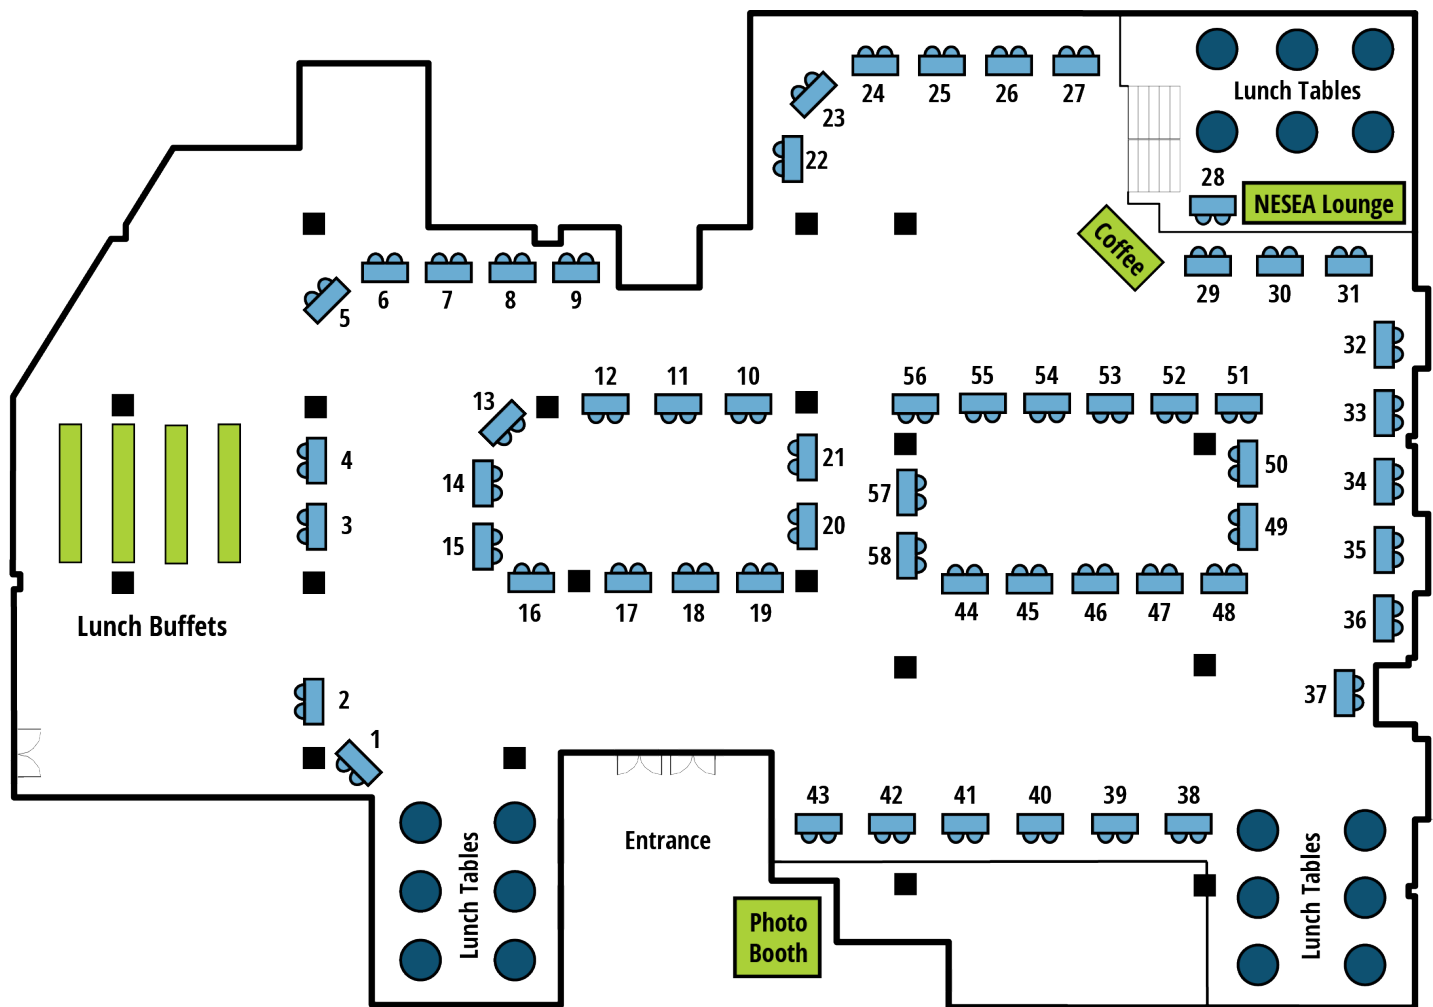 24 25 26 27
23
22
Lunch Tables
28
NESEA Lounge
Coffee
29 30 31
5 6 7 8 9
32
33
34
35
36
37
13 12 11 10
56 55 54 53 52 51
4
3
14
15
21
20
57
58
50
49
16 17 18 19
44 45 46 47 48
Lunch Buffets
2
1
43 42 41 40 39 38
Entrance
Lunch Tables
Photo
Booth
Lunch Tables